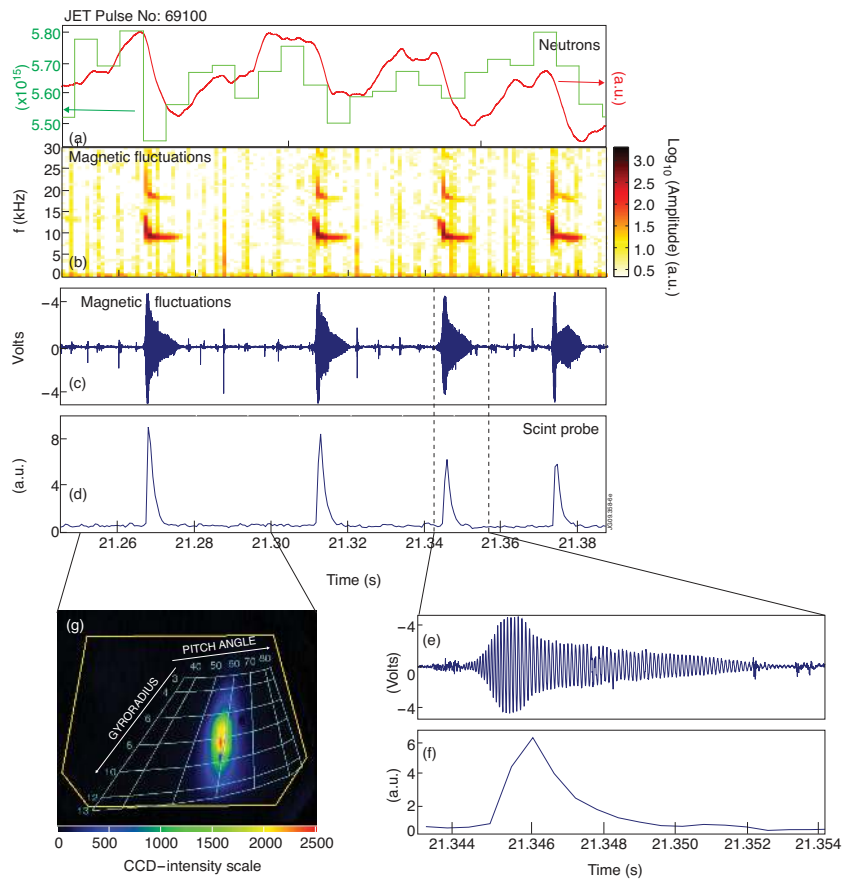 JET Pulse No: 69100
5.80
5.70
5.60
5.50
(x10¹⁵)
Neutrons
(a.u.)
(a)
30
25
20
15
10
5
0
f (kHz)
Magnetic fluctuations
(b)
3.0
2.5
2.0
1.5
1.0
0.5
Log₁₀ (Amplitude) (a.u.)
−4
0
−4
Volts
Magnetic fluctuations
(c)
8
4
0
(a.u.)
Scint probe
(d)
JG09.358-6e
21.26 21.28 21.30 21.32 21.34 21.36 21.38
Time (s)
(g)
PITCH ANGLE
40 50 60 70 80
GYRORADIUS
3
4
6
10
12
13
0 500 1000 1500 2000 2500
CCD−intensity scale
(e)
−4
0
−4
(Volts)
(f)
6
4
2
0
(a.u.)
21.344 21.346 21.348 21.350 21.352 21.354
Time (s)